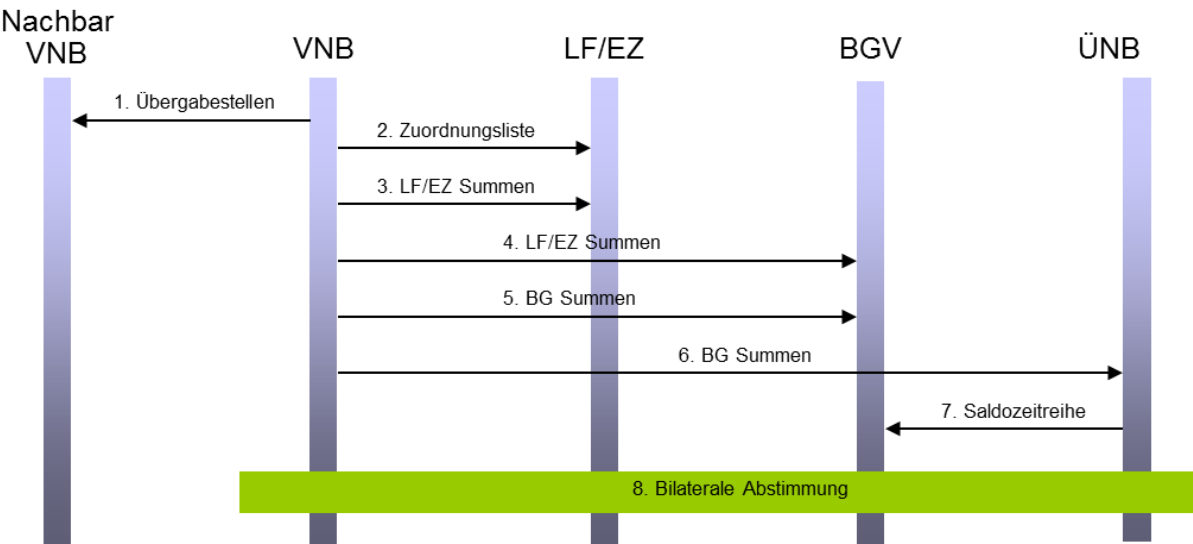 Nachbar
VNB
VNB
LF/EZ
BGV
ÜNB
1. Übergabestellen
2. Zuordnungsliste
3. LF/EZ Summen
4. LF/EZ Summen
5. BG Summen
6. BG Summen
7. Saldozeitreihe
8. Bilaterale Abstimmung